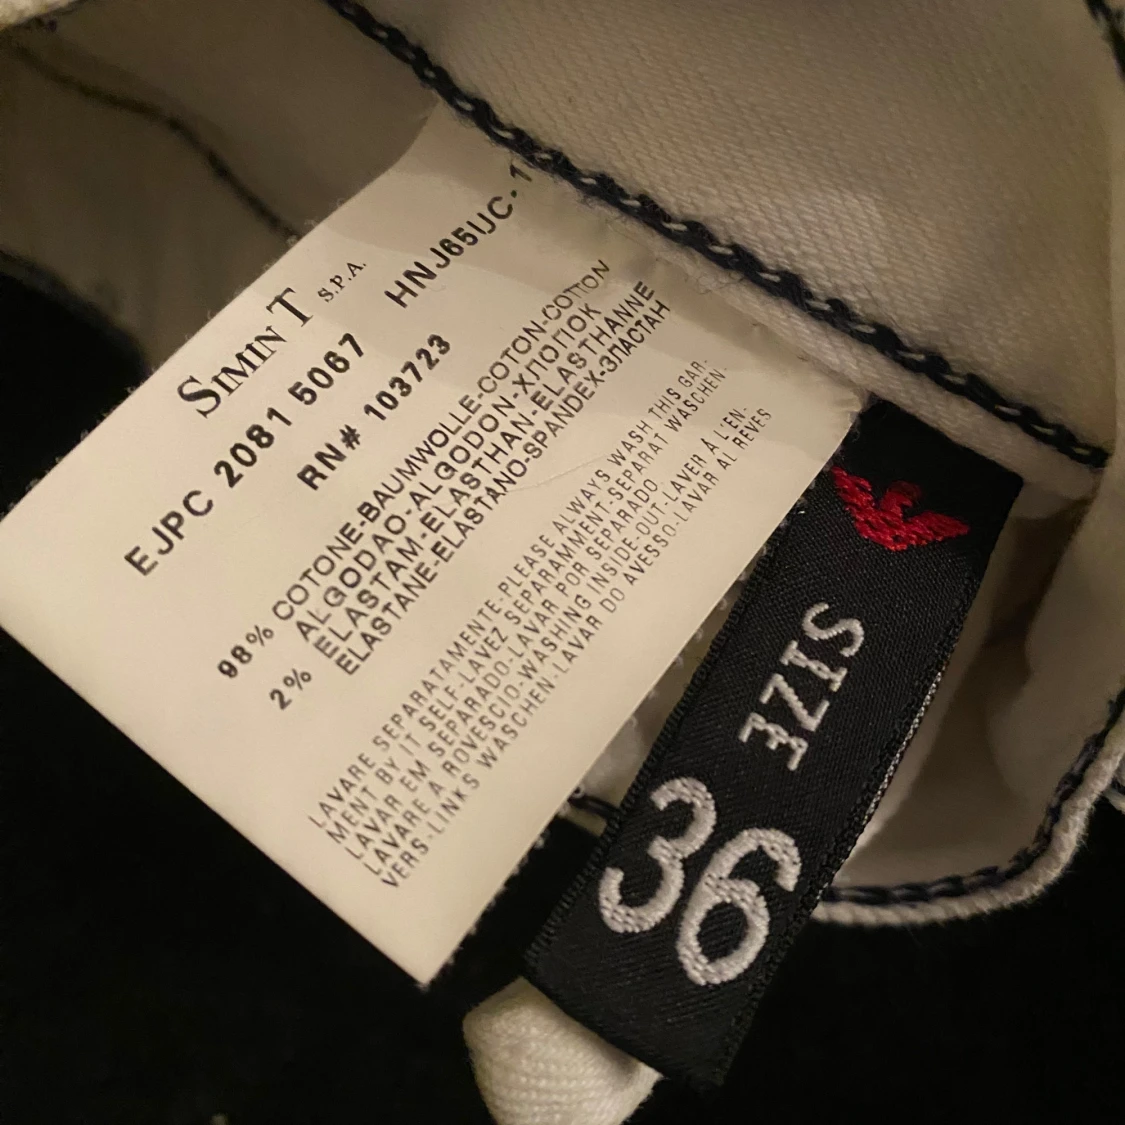 SIMIN T S.P.A.
EJPC 2081 5067 HNJ65IJC-1
RN# 103723
98% COTONE-BAUMWOLLE-COTON-COTTON
ALGODAO-ALGODON-ХЛОПОК
2% ELASTAM-ELASTHAN-ELASTHANNE
ELASTANE-ELASTANO-SPANDEX-ЭЛАСТАН
LAVARE SEPARATAMENTE-PLEASE ALWAYS WASH THIS GAR-
MENT BY IT SELF-LAVEZ SEPARAMMENT-SEPARAT WASCHEN-
LAVAR EM SEPARADO-LAVAR POR SEPARADO
LAVARE A ROVESCIO-WASHING INSIDE-OUT-LAVER À L'EN-
VERS-LINKS WASCHEN-LAVAR DO AVESSO-LAVAR AL REVES
SIZE
36